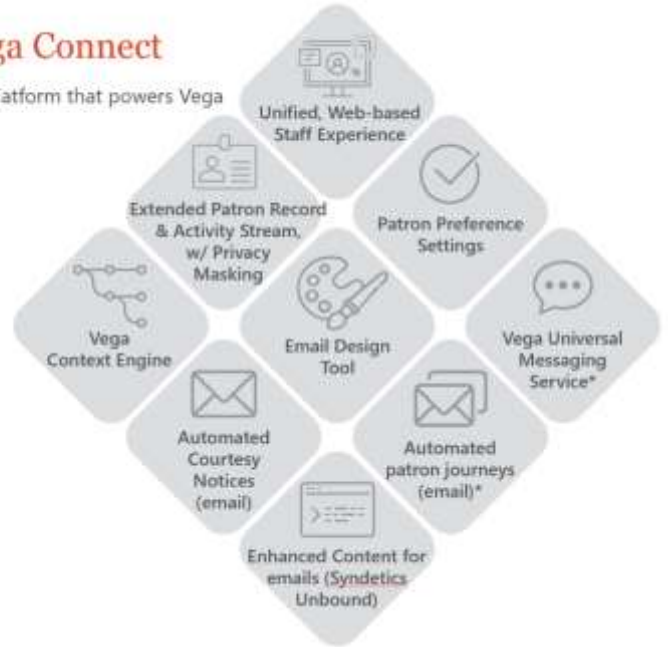 ga Connect
atform that powers Vega
Unified, Web-based
Staff Experience
Extended Patron Record
& Activity Stream,
w/ Privacy
Masking
Patron Preference
Settings
Vega
Context Engine
Email Design
Tool
Vega Universal
Messaging
Service*
Automated
Courtesy
Notices
(email)
Automated
patron journeys
(email)*
Enhanced Content for
emails (Syndetics
Unbound)